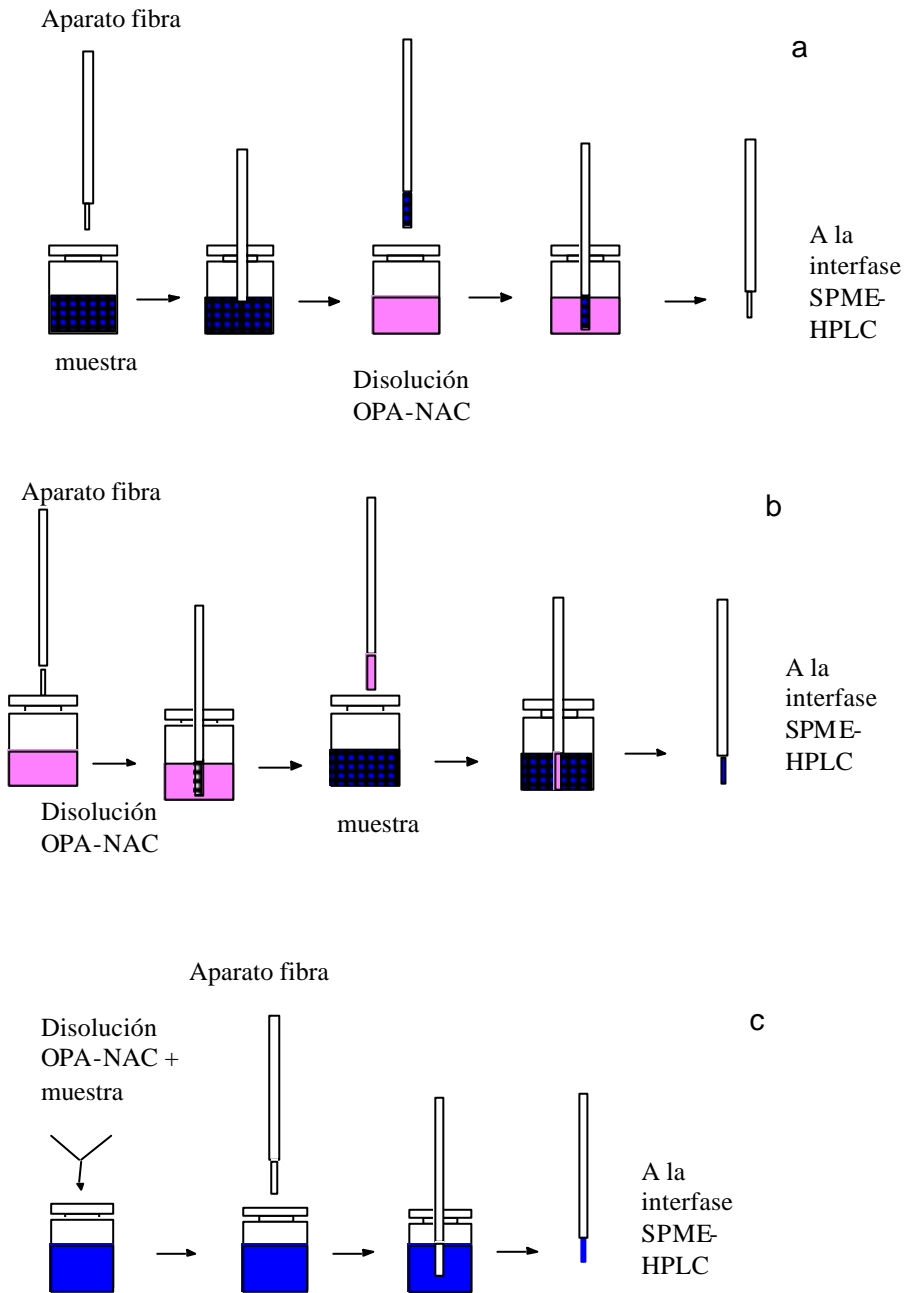 Aparato fibra
a
muestra
Disolución
OPA-NAC
A la
interfase
SPME-
HPLC
Aparato fibra
b
Disolución
OPA-NAC
muestra
A la
interfase
SPME-
HPLC
Aparato fibra
c
Disolución
OPA-NAC +
muestra
A la
interfase
SPME-
HPLC